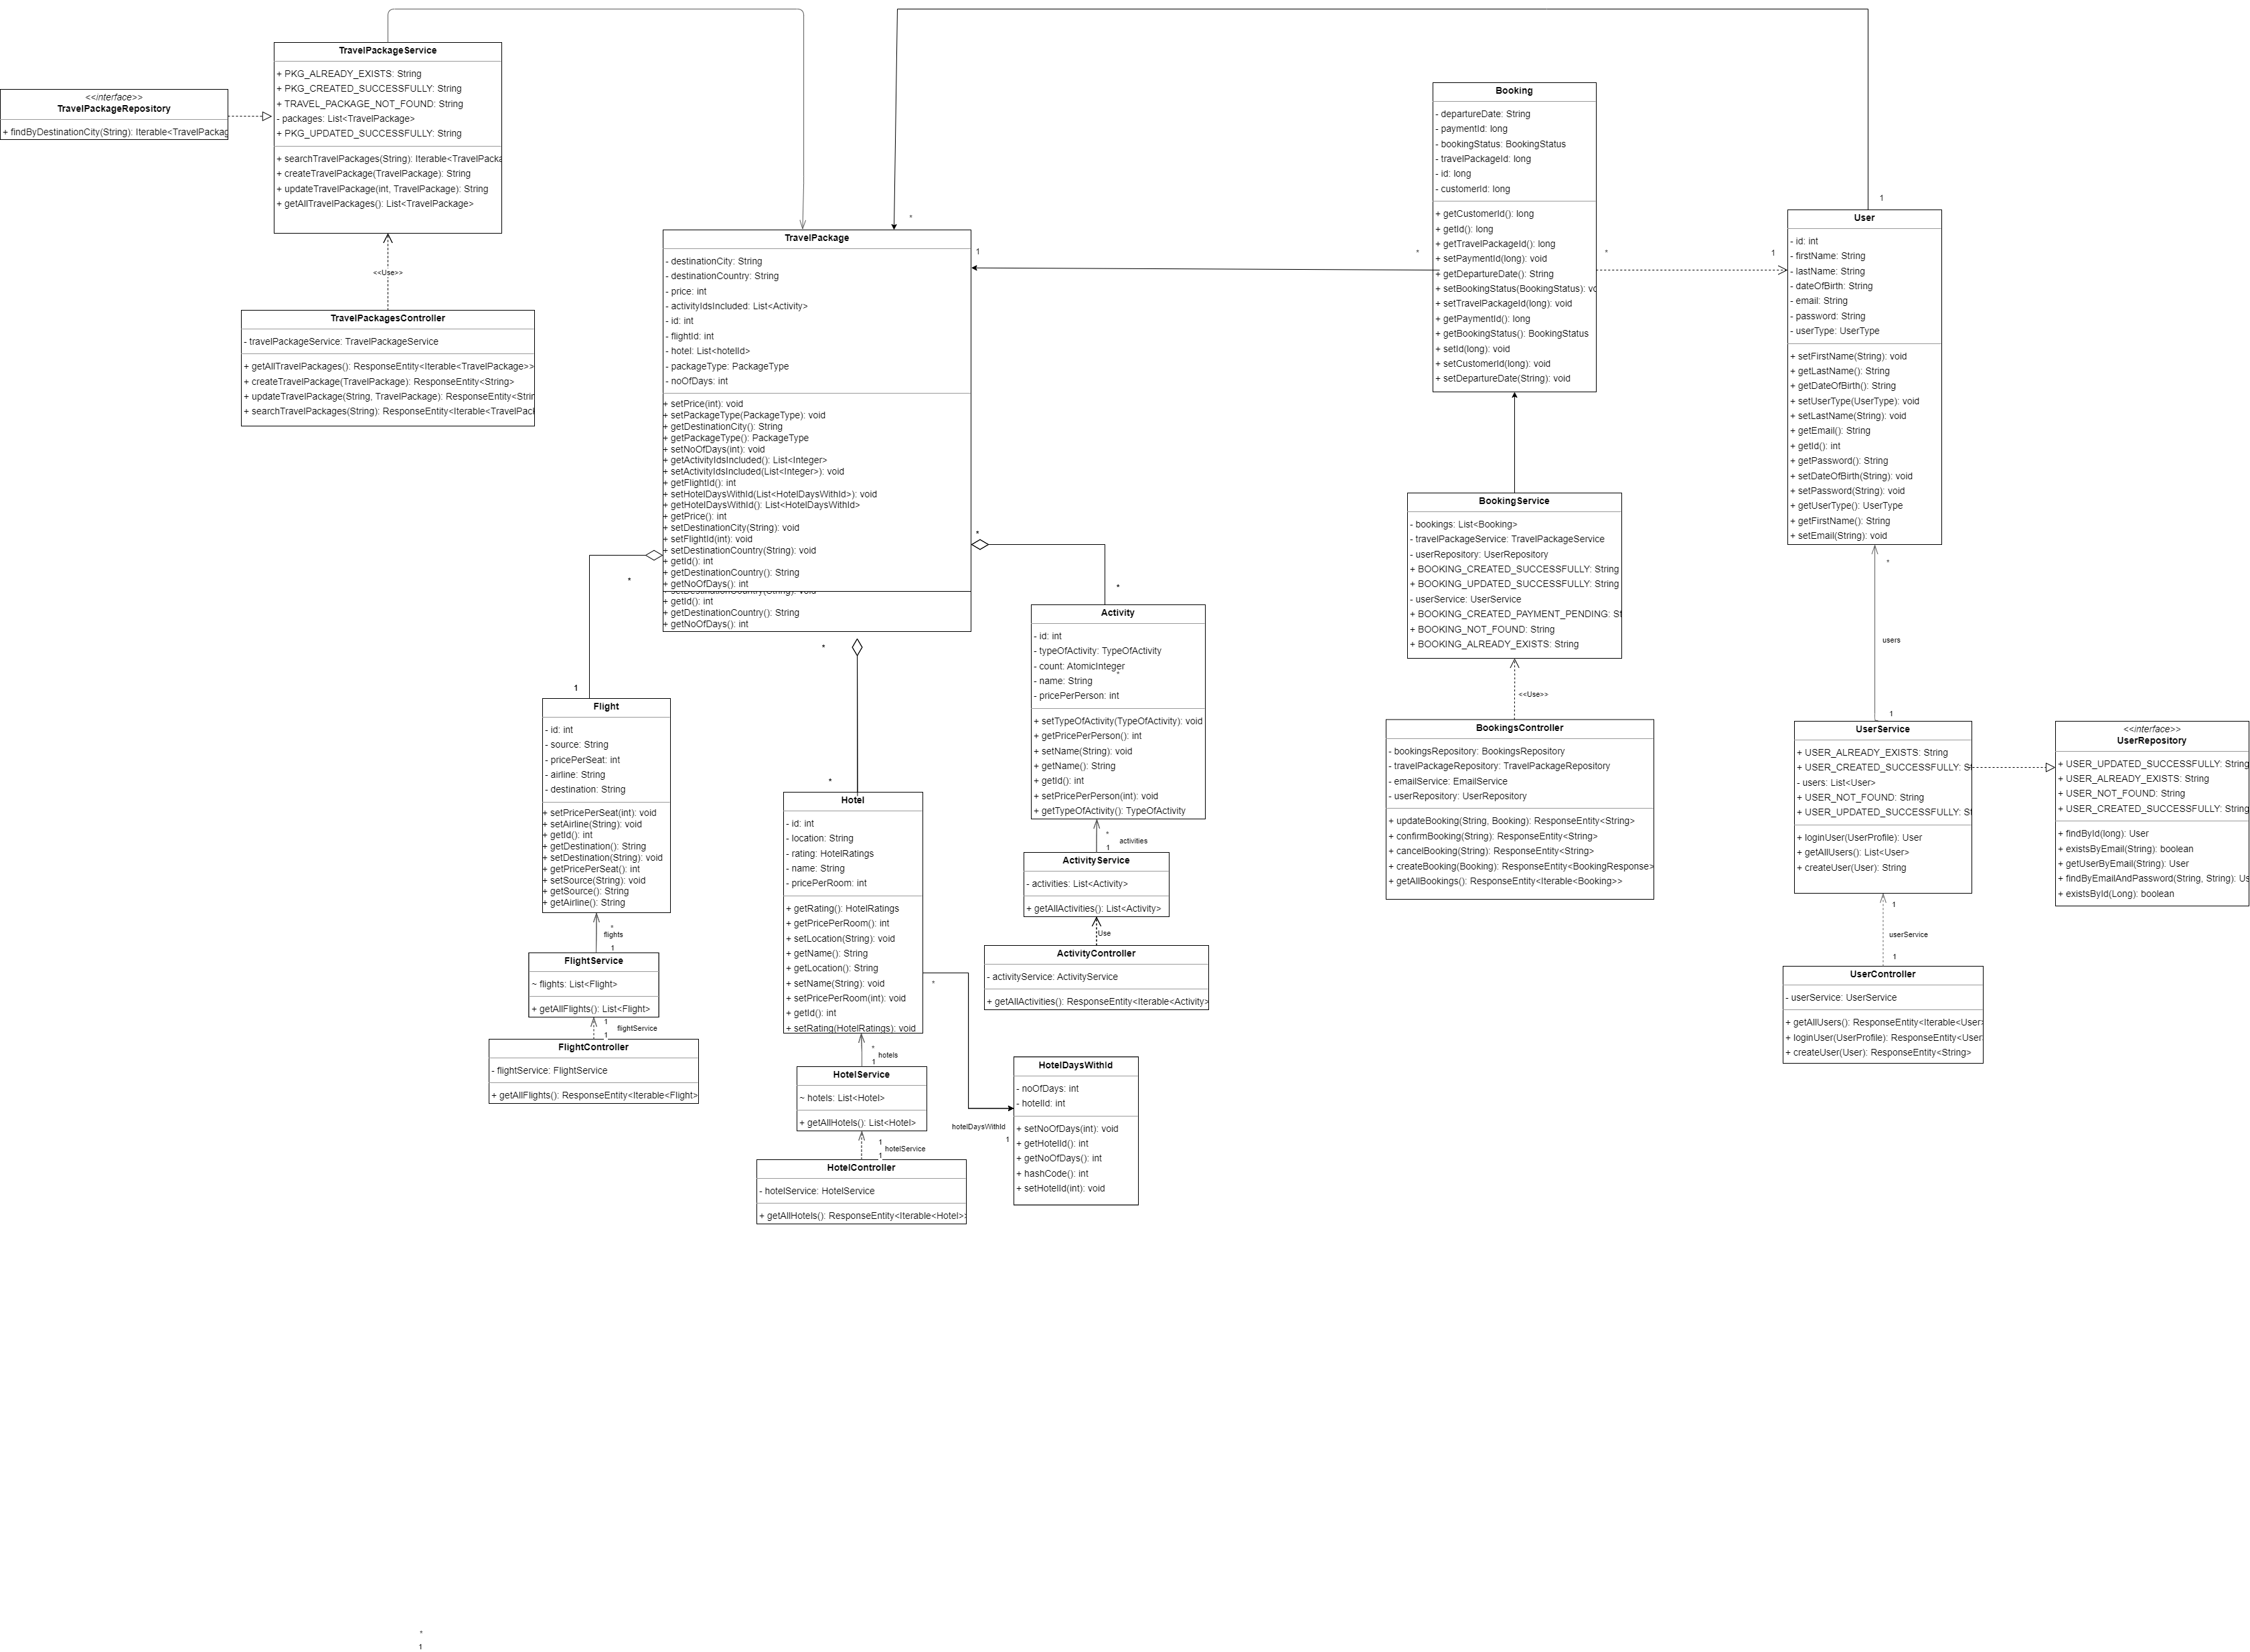 TravelPackageService
+ PKG_ALREADY_EXISTS: String
+ PKG_CREATED_SUCCESSFULLY: String
+ TRAVEL_PACKAGE_NOT_FOUND: String
- packages: List<TravelPackage>
+ PKG_UPDATED_SUCCESSFULLY: String
+ searchTravelPackages(String): Iterable<TravelPacka
+ createTravelPackage(TravelPackage): String
+ updateTravelPackage(int, TravelPackage): String
+ getAllTravelPackages(): List<TravelPackage>
<<interface>>
TravelPackageRepository
+ findByDestinationCity(String): Iterable<TravelPackag
<<Use>>
TravelPackagesController
- travelPackageService: TravelPackageService
+ getAllTravelPackages(): ResponseEntity<Iterable<TravelPackage>>
+ createTravelPackage(TravelPackage): ResponseEntity<String>
+ updateTravelPackage(String, TravelPackage): ResponseEntity<Strin
+ searchTravelPackages(String): ResponseEntity<Iterable<TravelPac
*
1
TravelPackage
- destinationCity: String
- destinationCountry: String
- price: int
- activityIdsIncluded: List<Activity>
- id: int
- flightId: int
- hotel: List<hotelId>
- packageType: PackageType
- noOfDays: int
+ setPrice(int): void
+ setPackageType(PackageType): void
+ getDestinationCity(): String
+ getPackageType(): PackageType
+ setNoOfDays(int): void
+ getActivityIdsIncluded(): List<Integer>
+ setActivityIdsIncluded(List<Integer>): void
+ getFlightId(): int
+ setHotelDaysWithId(List<HotelDaysWithId>): void
+ getHotelDaysWithId(): List<HotelDaysWithId>
+ getPrice(): int
+ setDestinationCity(String): void
+ setFlightId(int): void
+ setDestinationCountry(String): void
+ getId(): int
+ getDestinationCountry(): String
+ getNoOfDays(): int
+ setDestinationCountry(String): void
+ getId(): int
+ getDestinationCountry(): String
+ getNoOfDays(): int
*
*
*
*
1
*
Booking
- departureDate: String
- paymentId: long
- bookingStatus: BookingStatus
- travelPackageId: long
- id: long
- customerId: long
+ getCustomerId(): long
+ getId(): long
+ getTravelPackageId(): long
+ setPaymentId(long): void
+ getDepartureDate(): String
+ setBookingStatus(BookingStatus): vo
+ setTravelPackageId(long): void
+ getPaymentId(): long
+ getBookingStatus(): BookingStatus
+ setId(long): void
+ setCustomerId(long): void
+ setDepartureDate(String): void
*
*
1
1
User
- id: int
- firstName: String
- lastName: String
- dateOfBirth: String
- email: String
- password: String
- userType: UserType
+ setFirstName(String): void
+ getLastName(): String
+ getDateOfBirth(): String
+ setUserType(UserType): void
+ setLastName(String): void
+ getEmail(): String
+ getId(): int
+ getPassword(): String
+ setDateOfBirth(String): void
+ setPassword(String): void
+ getUserType(): UserType
+ getFirstName(): String
+ setEmail(String): void
*
users
1
BookingService
- bookings: List<Booking>
- travelPackageService: TravelPackageService
- userRepository: UserRepository
+ BOOKING_CREATED_SUCCESSFULLY: String
+ BOOKING_UPDATED_SUCCESSFULLY: String
- userService: UserService
+ BOOKING_CREATED_PAYMENT_PENDING: St
+ BOOKING_NOT_FOUND: String
+ BOOKING_ALREADY_EXISTS: String
<<Use>>
BookingsController
- bookingsRepository: BookingsRepository
- travelPackageRepository: TravelPackageRepository
- emailService: EmailService
- userRepository: UserRepository
+ updateBooking(String, Booking): ResponseEntity<String>
+ confirmBooking(String): ResponseEntity<String>
+ cancelBooking(String): ResponseEntity<String>
+ createBooking(Booking): ResponseEntity<BookingResponse>
+ getAllBookings(): ResponseEntity<Iterable<Booking>>
UserService
+ USER_ALREADY_EXISTS: String
+ USER_CREATED_SUCCESSFULLY: St
- users: List<User>
+ USER_NOT_FOUND: String
+ USER_UPDATED_SUCCESSFULLY: St
+ loginUser(UserProfile): User
+ getAllUsers(): List<User>
+ createUser(User): String
<<interface>>
UserRepository
+ USER_UPDATED_SUCCESSFULLY: String
+ USER_ALREADY_EXISTS: String
+ USER_NOT_FOUND: String
+ USER_CREATED_SUCCESSFULLY: String
+ findById(long): User
+ existsByEmail(String): boolean
+ getUserByEmail(String): User
+ findByEmailAndPassword(String, String): Us
+ existsById(Long): boolean
1
userService
1
UserController
- userService: UserService
+ getAllUsers(): ResponseEntity<Iterable<User>
+ loginUser(UserProfile): ResponseEntity<User
+ createUser(User): ResponseEntity<String>
Activity
- id: int
- typeOfActivity: TypeOfActivity
- count: AtomicInteger
*
- name: String
- pricePerPerson: int
+ setTypeOfActivity(TypeOfActivity): void
+ getPricePerPerson(): int
+ setName(String): void
+ getName(): String
+ getId(): int
+ setPricePerPerson(int): void
+ getTypeOfActivity(): TypeOfActivity
*
activities
1
ActivityService
- activities: List<Activity>
+ getAllActivities(): List<Activity>
Use
ActivityController
- activityService: ActivityService
+ getAllActivities(): ResponseEntity<Iterable<Activity>
Flight
- id: int
- source: String
- pricePerSeat: int
- airline: String
- destination: String
+ setPricePerSeat(int): void
+ setAirline(String): void
+ getId(): int
+ getDestination(): String
+ setDestination(String): void
+ getPricePerSeat(): int
+ setSource(String): void
+ getSource(): String
+ getAirline(): String
*
flights
1
FlightService
~ flights: List<Flight>
+ getAllFlights(): List<Flight>
1
flightService
1
FlightController
- flightService: FlightService
+ getAllFlights(): ResponseEntity<Iterable<Flight>
Hotel
- id: int
- location: String
- rating: HotelRatings
- name: String
- pricePerRoom: int
+ getRating(): HotelRatings
+ getPricePerRoom(): int
+ setLocation(String): void
+ getName(): String
+ getLocation(): String
+ setName(String): void
+ setPricePerRoom(int): void
+ getId(): int
+ setRating(HotelRatings): void
*
*
hotels
1
HotelService
~ hotels: List<Hotel>
+ getAllHotels(): List<Hotel>
1
hotelService
1
HotelController
- hotelService: HotelService
+ getAllHotels(): ResponseEntity<Iterable<Hotel>>
hotelDaysWithId
1
HotelDaysWithId
- noOfDays: int
- hotelId: int
+ setNoOfDays(int): void
+ getHotelId(): int
+ getNoOfDays(): int
+ hashCode(): int
+ setHotelId(int): void
*
1